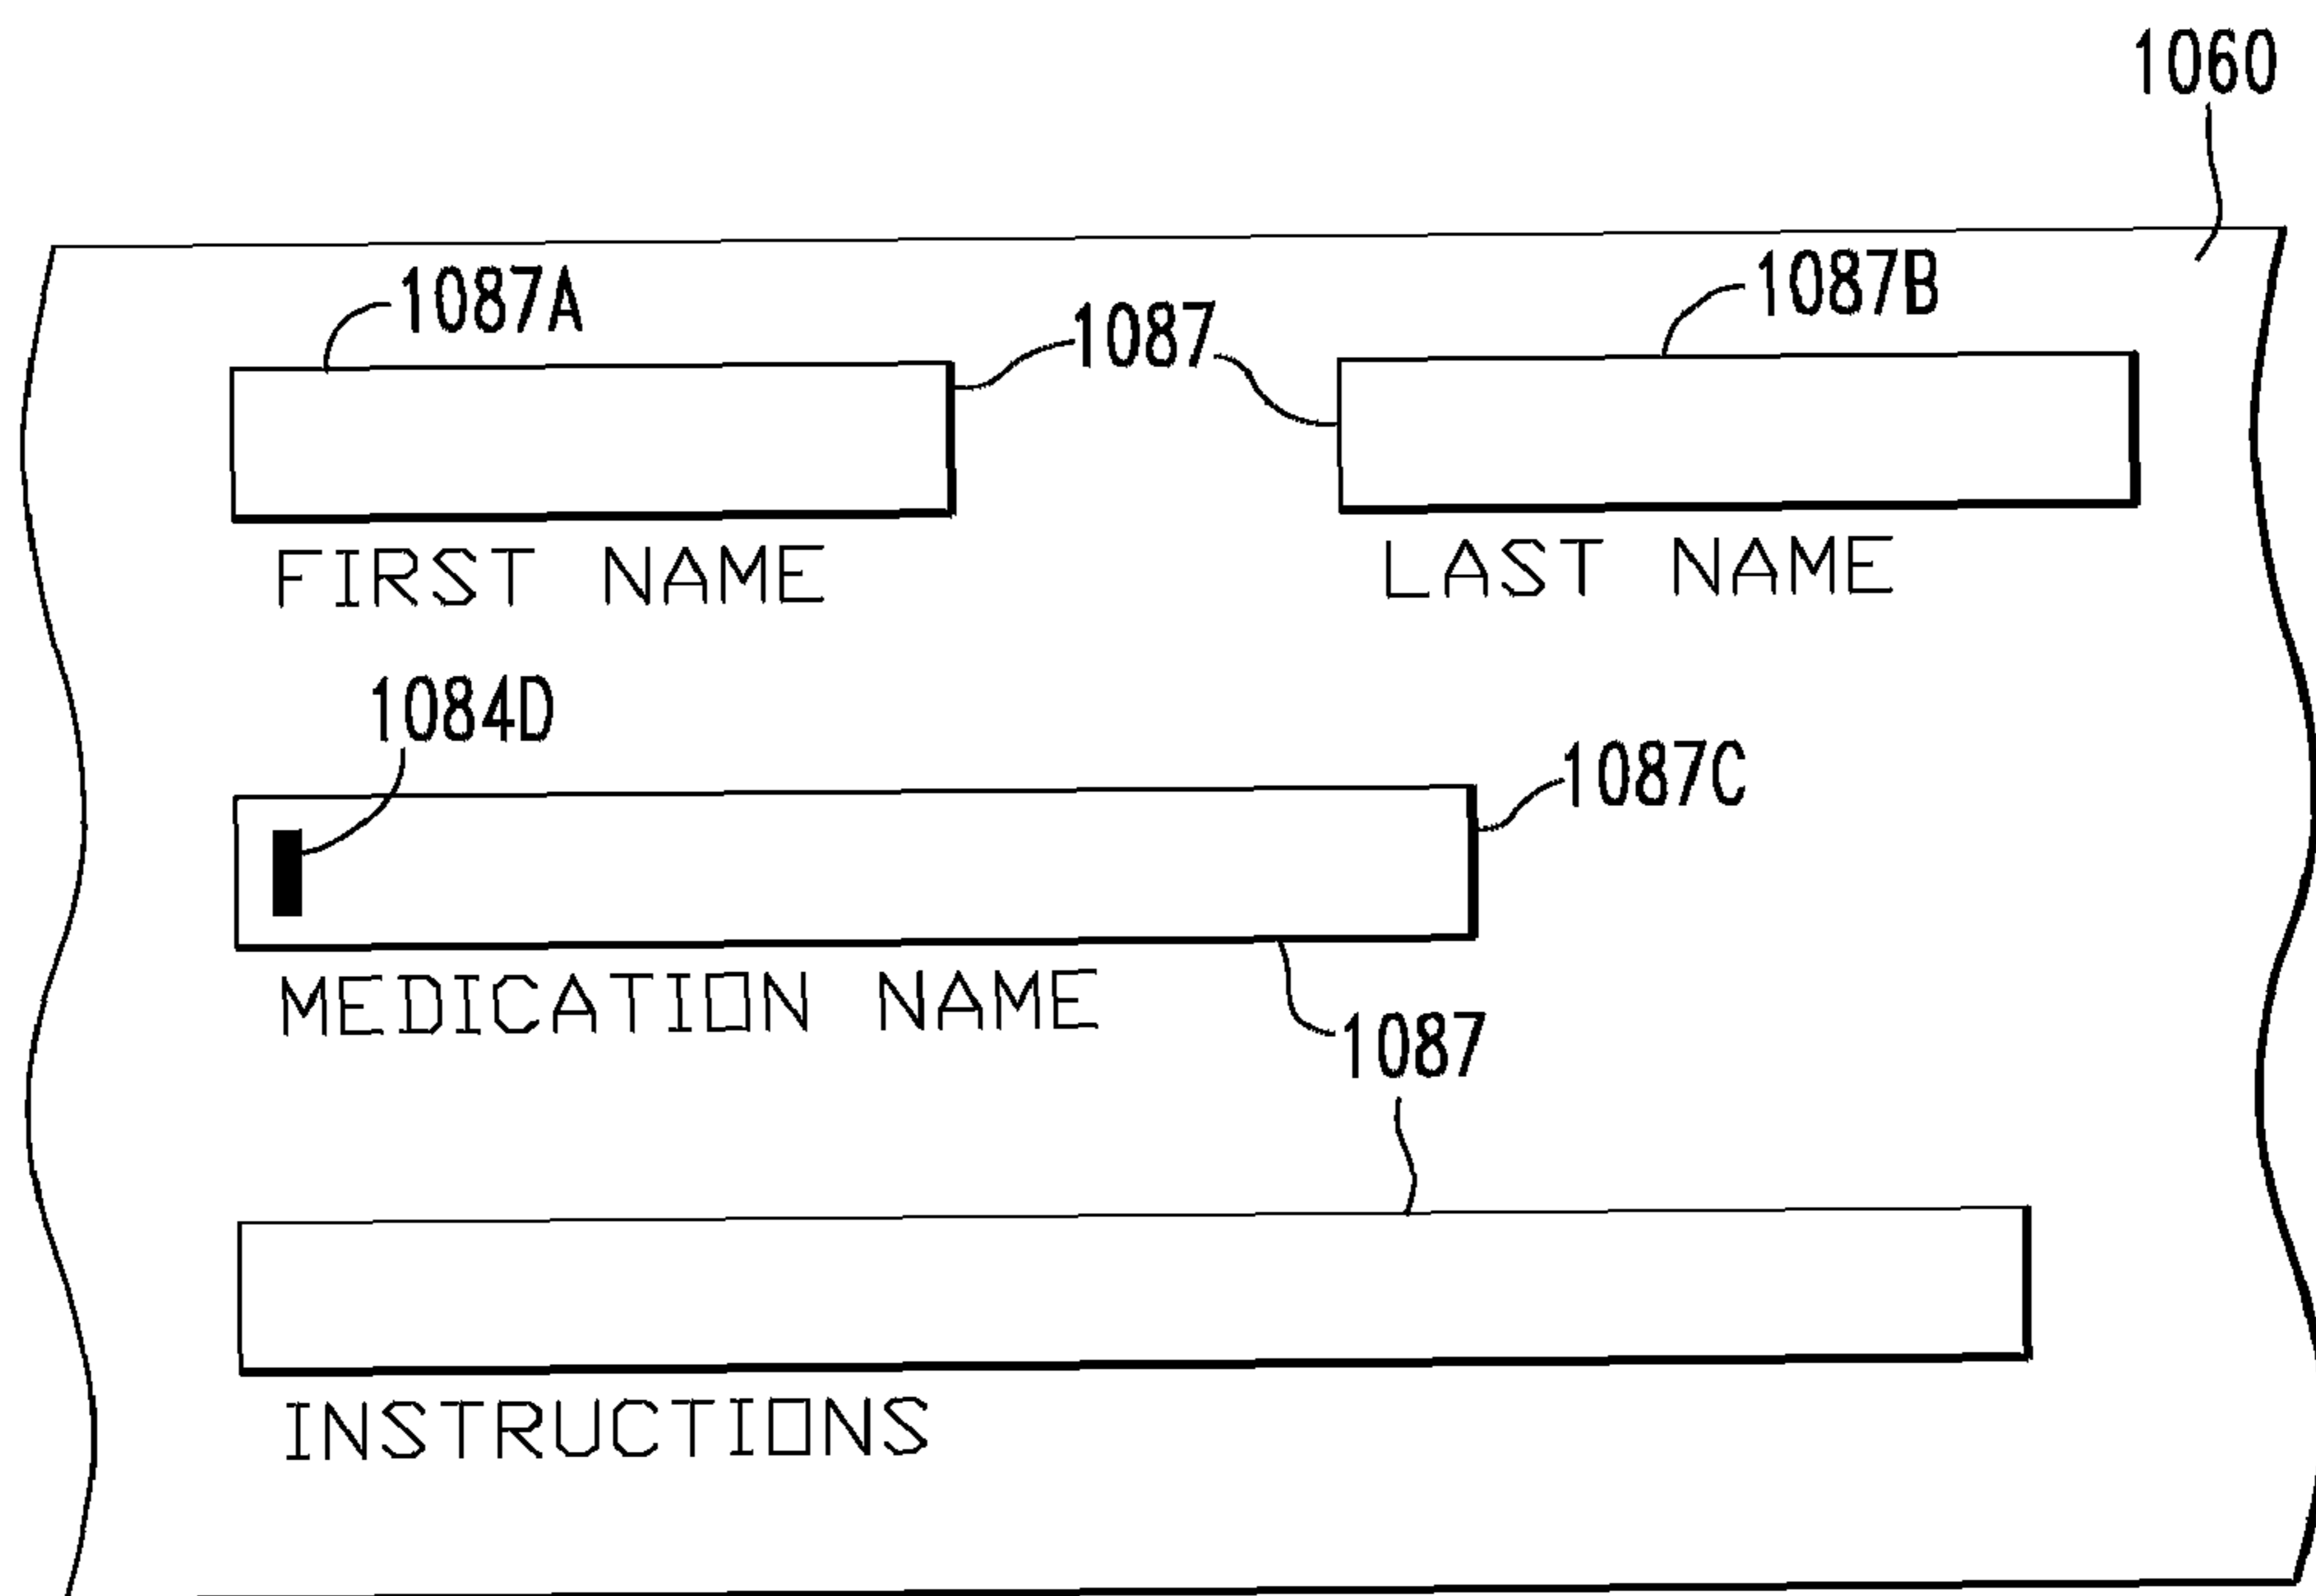 1060
1087A 1087 1087B
FIRST NAME LAST NAME
1084D
1087C
MEDICATION NAME
1087
INSTRUCTIONS